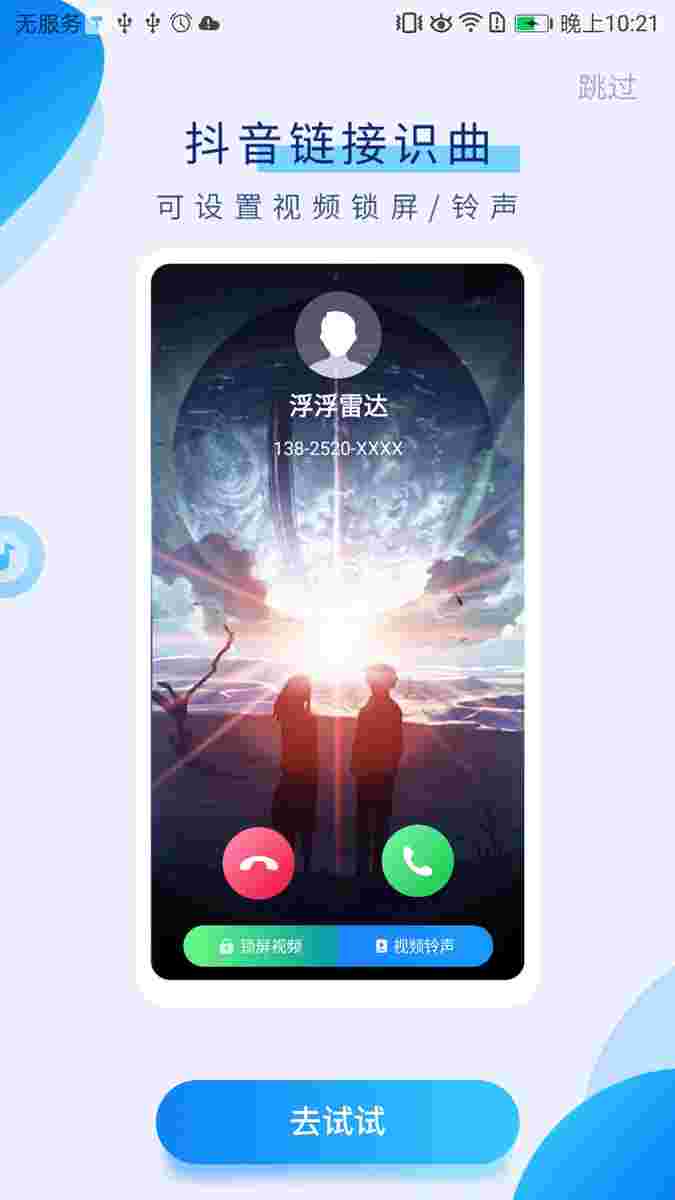 无服务
晚上10:21
跳过
抖音链接识曲
可设置视频锁屏/铃声
浮浮雷达
138-2520-XXXX
锁屏视频
视频铃声
去试试